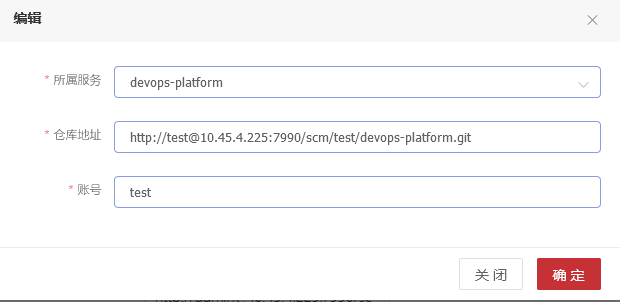 编辑
* 所属服务
devops-platform
* 仓库地址
http://test@10.45.4.225:7990/scm/test/devops-platform.git
* 账号
test
关 闭
确 定